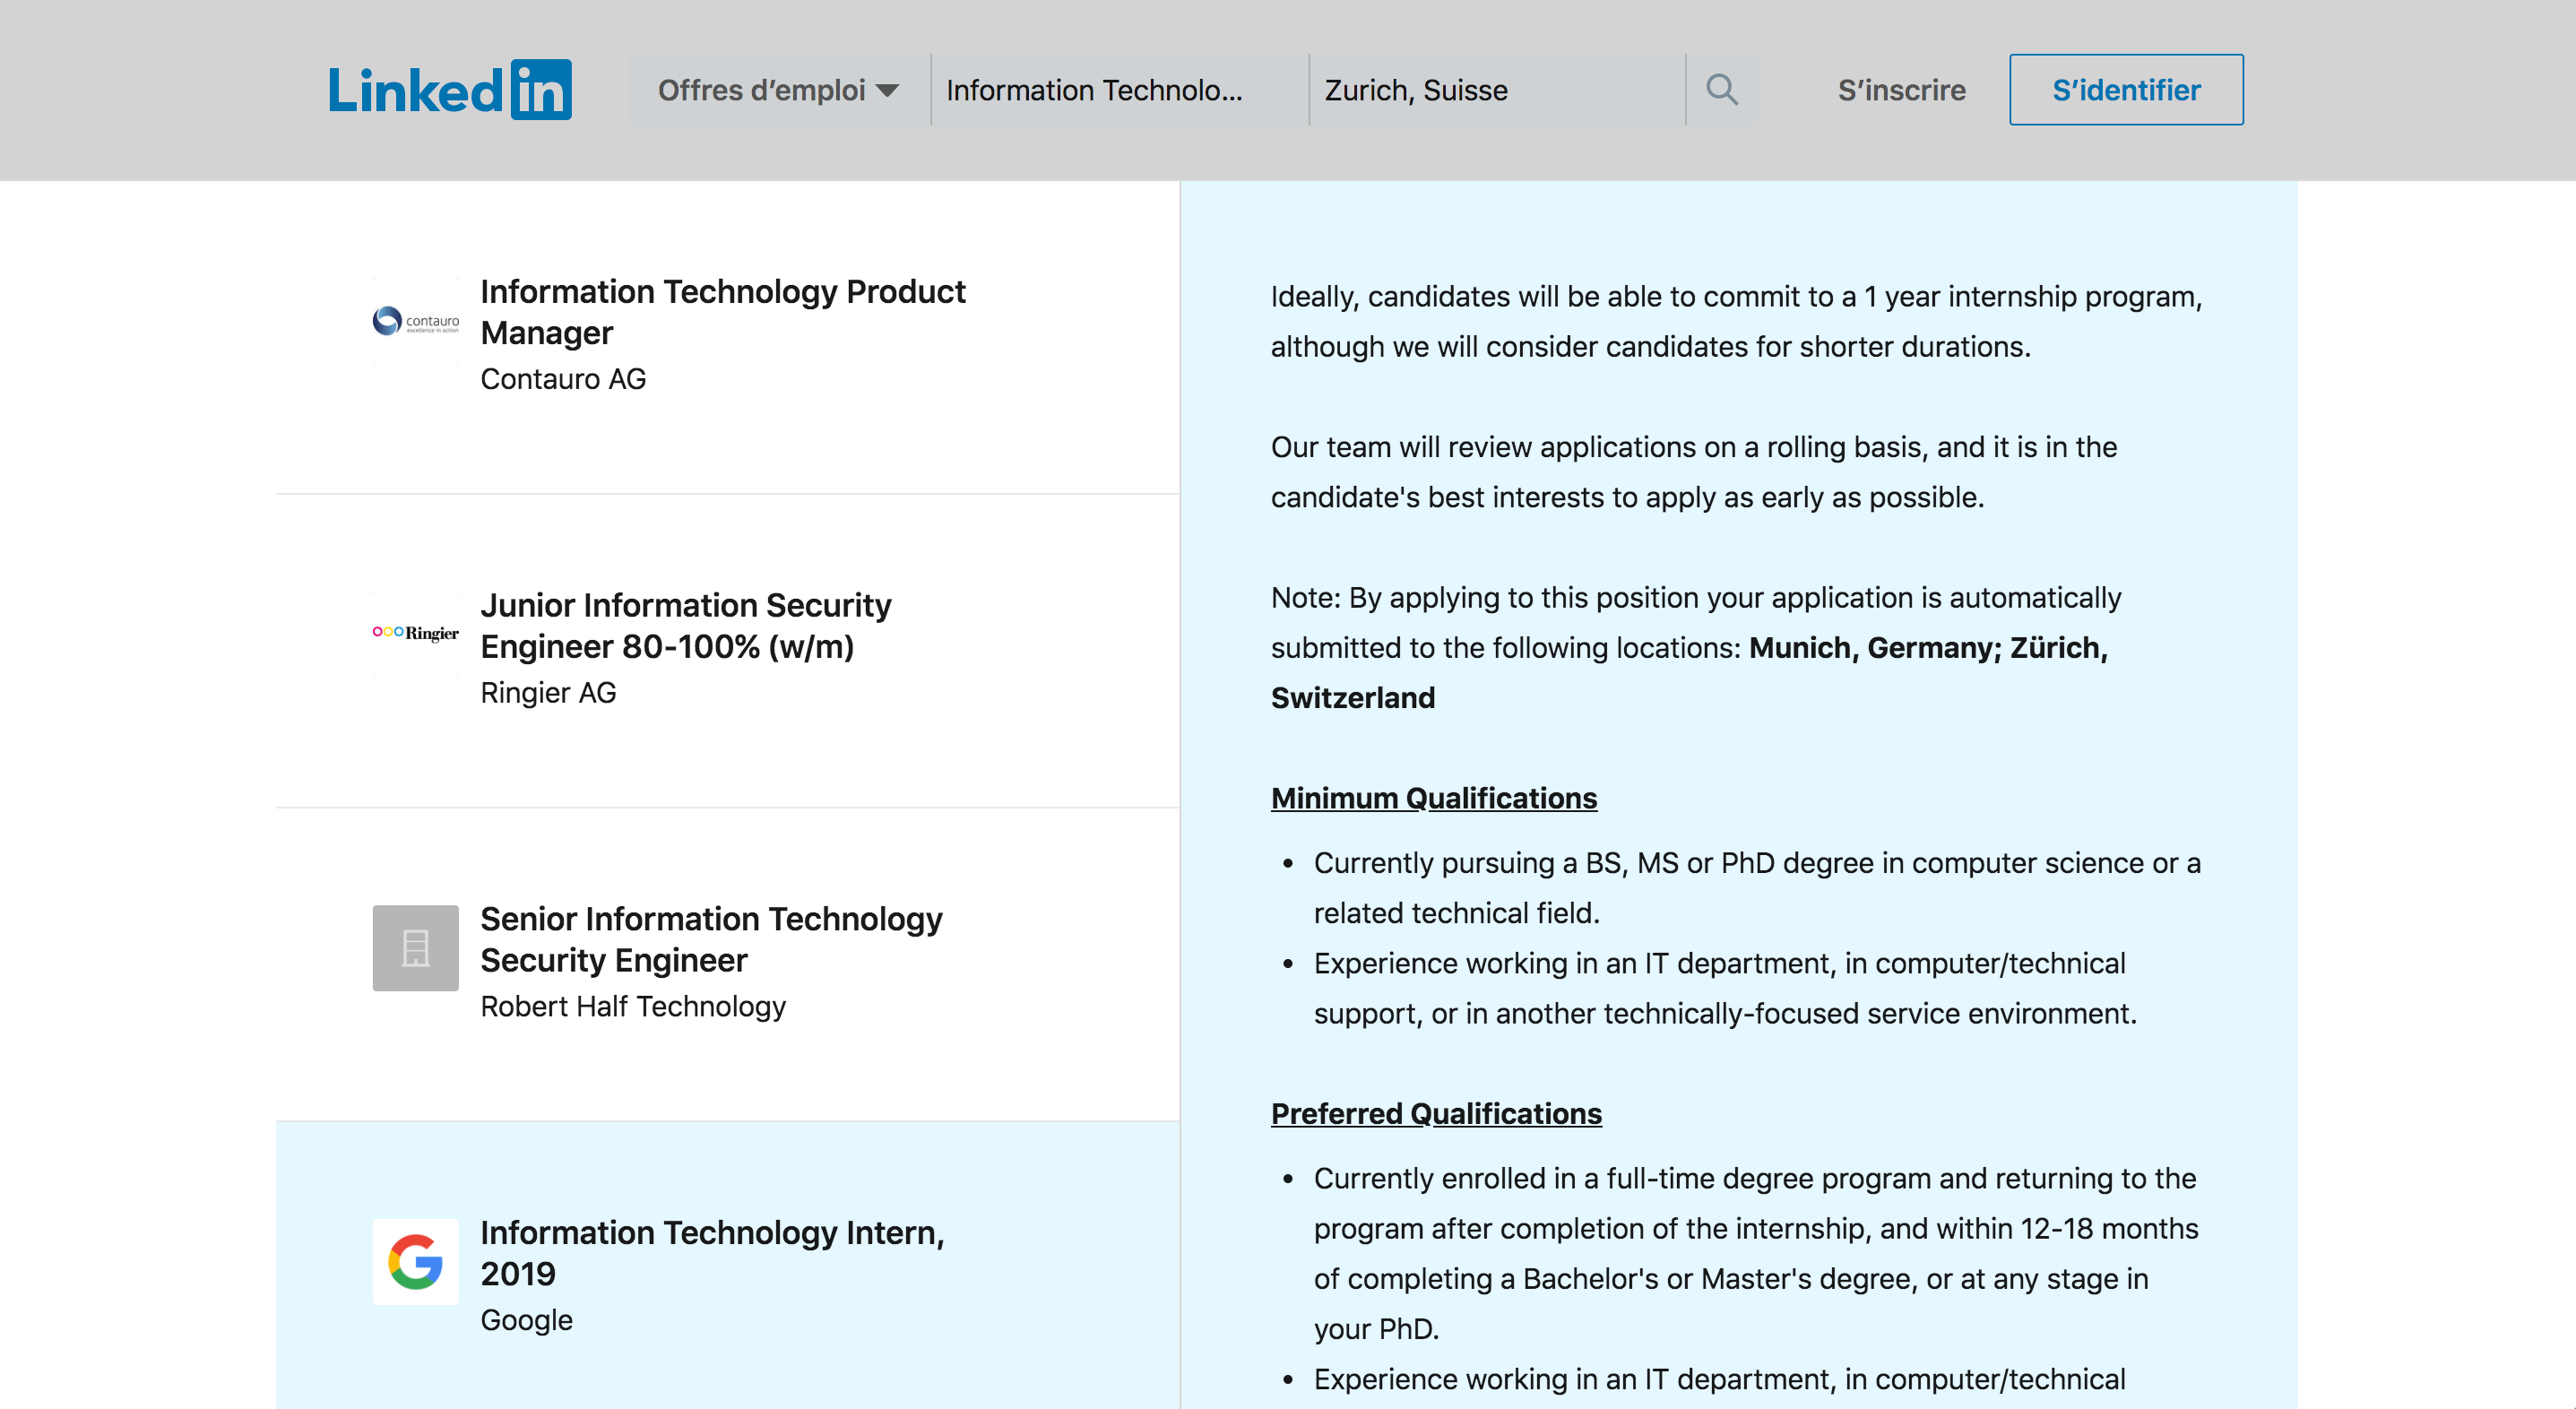 LinkedIn
Offres d’emploi
Information Technolo...
Zurich, Suisse
S’inscrire
S’identifier
contauro
excellence in action
Information Technology Product
Manager
Contauro AG
Ringier
Junior Information Security
Engineer 80-100% (w/m)
Ringier AG
Senior Information Technology
Security Engineer
Robert Half Technology
G
Information Technology Intern,
2019
Google
Ideally, candidates will be able to commit to a 1 year internship program,
although we will consider candidates for shorter durations.
Our team will review applications on a rolling basis, and it is in the
candidate's best interests to apply as early as possible.
Note: By applying to this position your application is automatically
submitted to the following locations: Munich, Germany; Zürich,
Switzerland
Minimum Qualifications
• Currently pursuing a BS, MS or PhD degree in computer science or a
related technical field.
• Experience working in an IT department, in computer/technical
support, or in another technically-focused service environment.
Preferred Qualifications
• Currently enrolled in a full-time degree program and returning to the
program after completion of the internship, and within 12-18 months
of completing a Bachelor's or Master's degree, or at any stage in
your PhD.
• Experience working in an IT department, in computer/technical